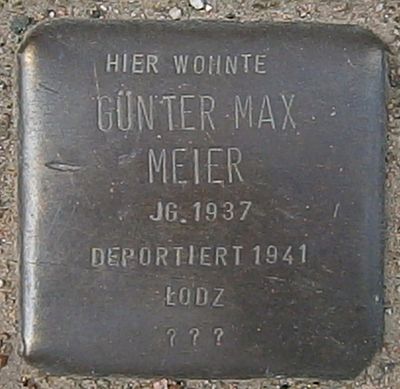 HIER WOHNTE
GÜNTER MAX
MEIER
JG. 1937
DEPORTIERT 1941
ŁODZ
? ? ?